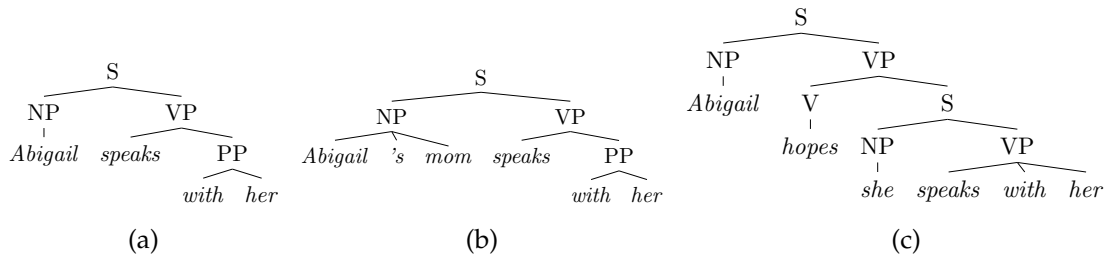 S
NP VP
Abigail speaks PP
with her
(a)
S
NP VP
Abigail 's mom speaks PP
with her
(b)
S
NP VP
Abigail V S
hopes NP VP
she speaks with her
(c)